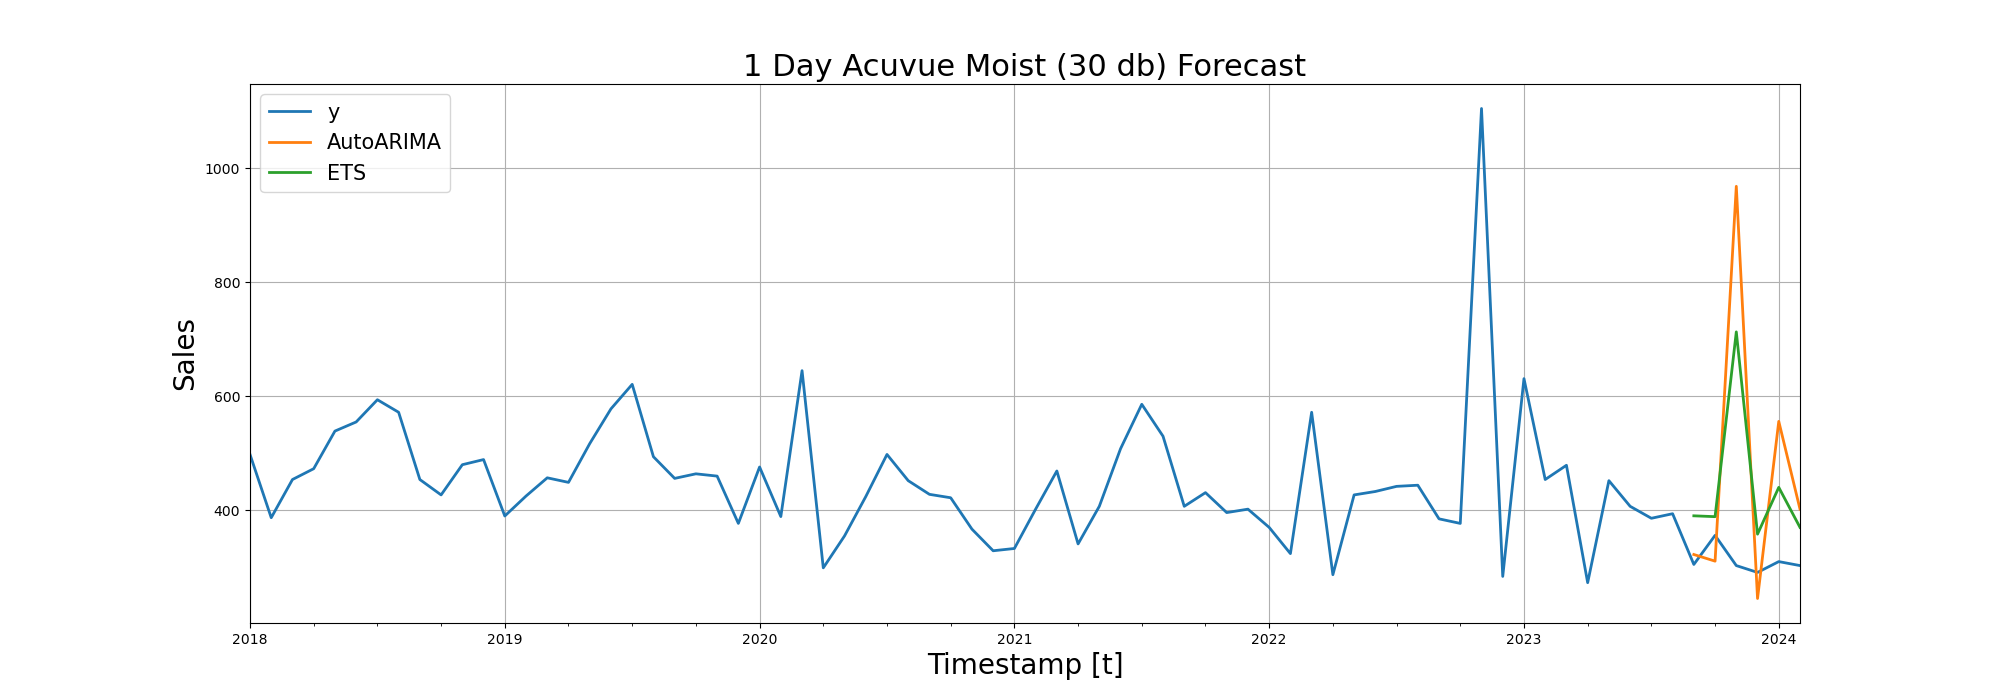 1 Day Acuvue Moist (30 db) Forecast
y
AutoARIMA
ETS
1000
800
600
400
Sales
2018
2019
2020
2021
2022
2023
2024
Timestamp [t]